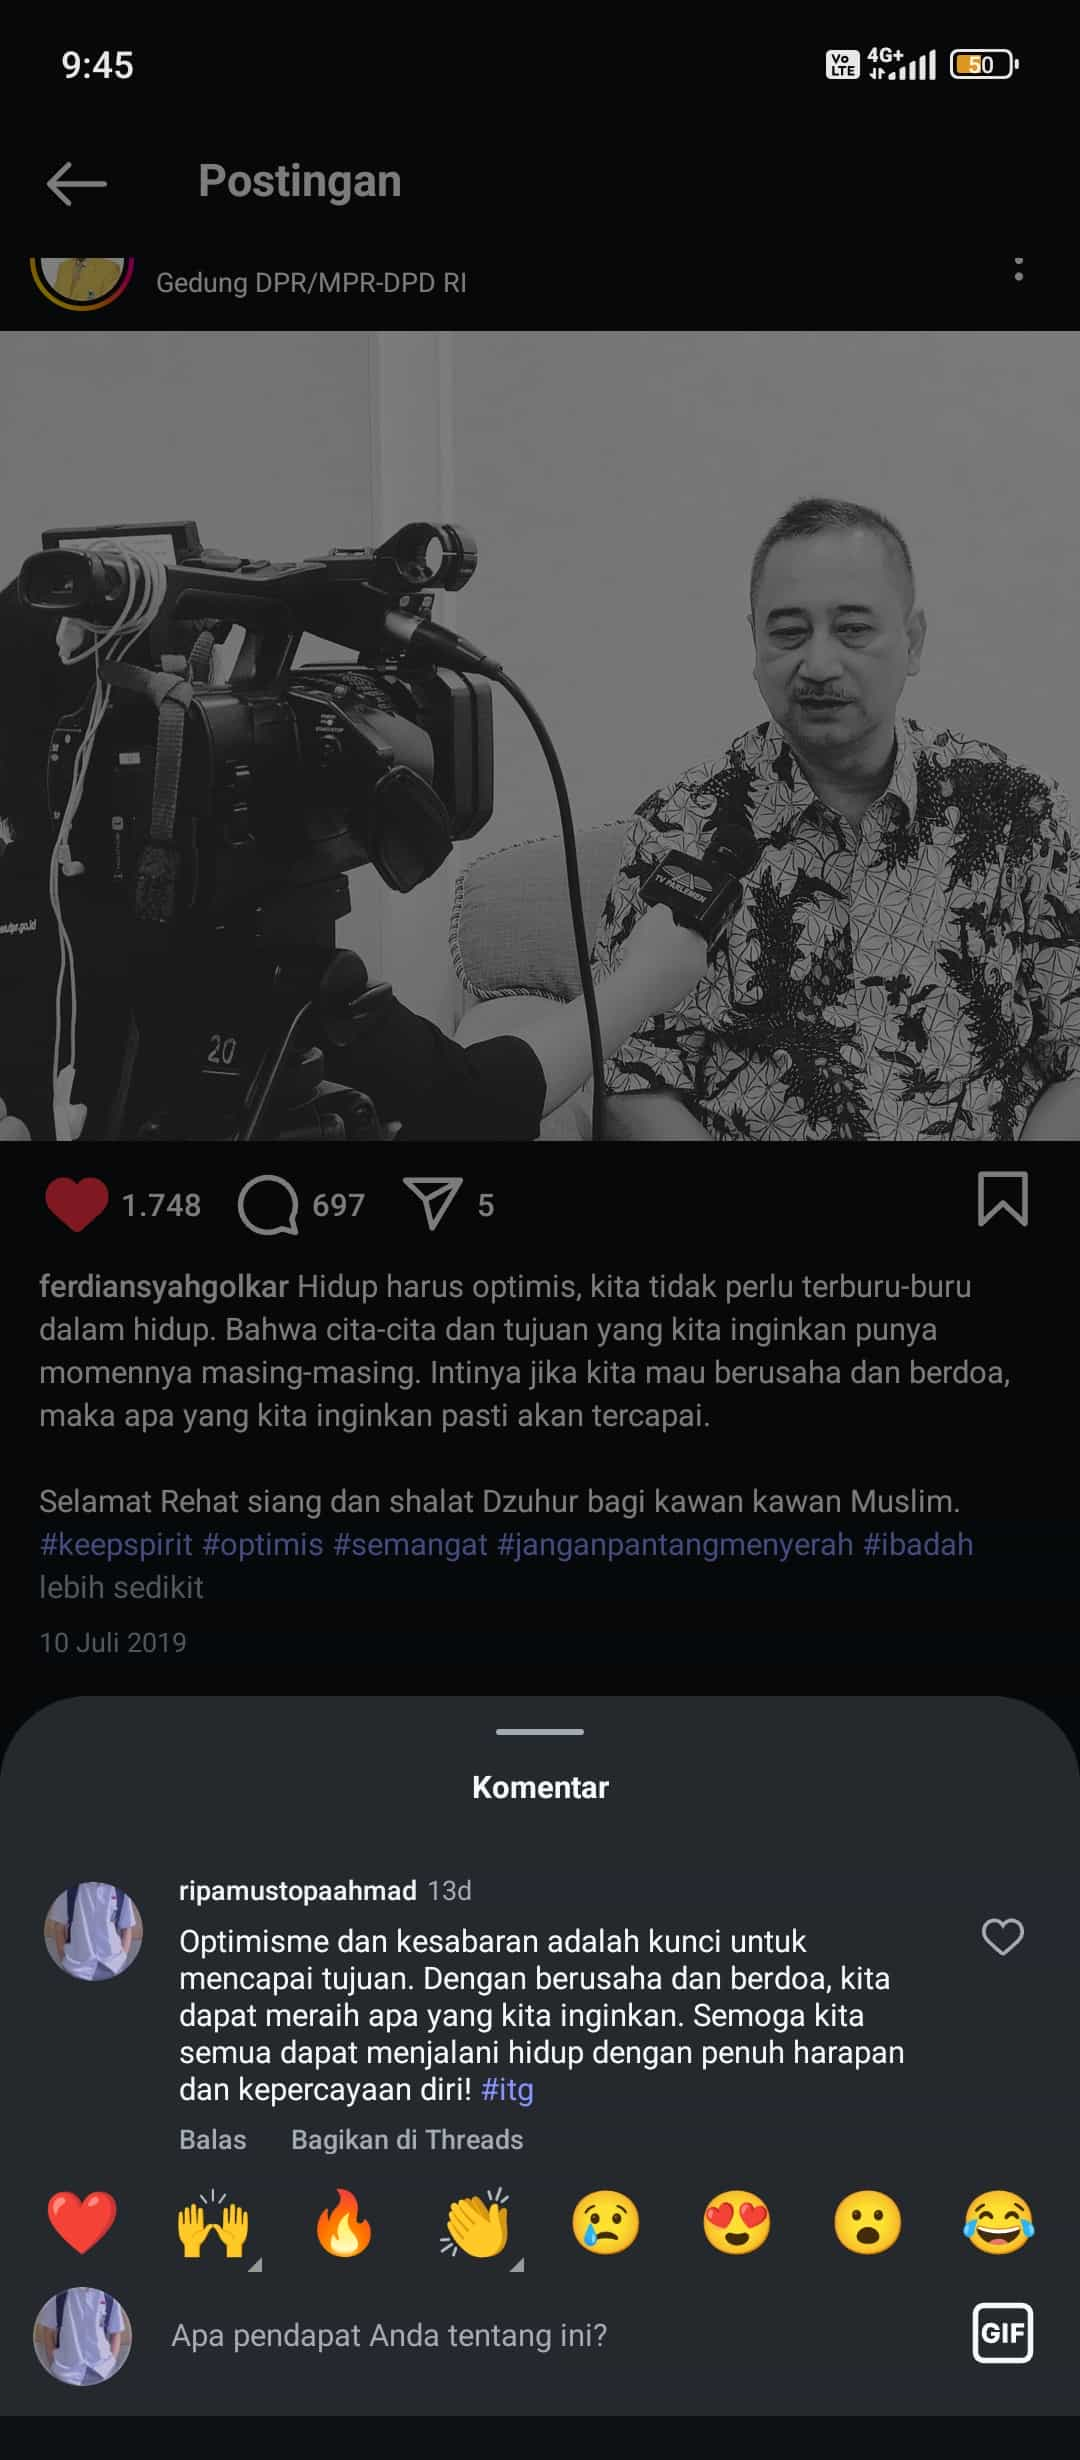 9:45
Vo LTE 4G+ 50
Postingan
Gedung DPR/MPR-DPD RI
TV PARLEMEN
20
1.748 697 5
ferdiansyahgolkar Hidup harus optimis, kita tidak perlu terburu-buru
dalam hidup. Bahwa cita-cita dan tujuan yang kita inginkan punya
momennya masing-masing. Intinya jika kita mau berusaha dan berdoa,
maka apa yang kita inginkan pasti akan tercapai.
Selamat Rehat siang dan shalat Dzuhur bagi kawan kawan Muslim.
#keepspirit #optimis #semangat #janganpantangmenyerah #ibadah
lebih sedikit
10 Juli 2019
Komentar
ripamustopaahmad 13d
Optimisme dan kesabaran adalah kunci untuk
mencapai tujuan. Dengan berusaha dan berdoa, kita
dapat meraih apa yang kita inginkan. Semoga kita
semua dapat menjalani hidup dengan penuh harapan
dan kepercayaan diri! #itg
Balas Bagikan di Threads
Apa pendapat Anda tentang ini?
GIF